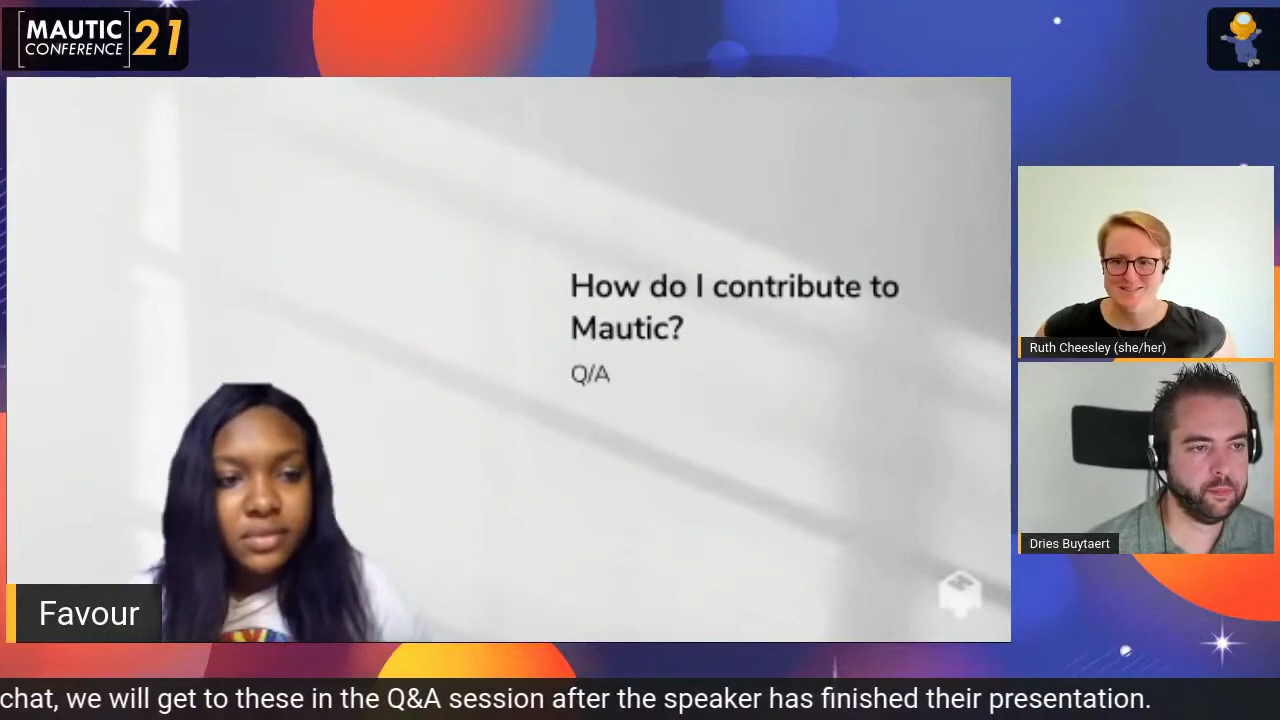 MAUTIC
CONFERENCE
21
How do I contribute to
Mautic?
Q/A
Ruth Cheesley (she/her)
Dries Buytaert
Favour
chat, we will get to these in the Q&A session after the speaker has finished their presentation.